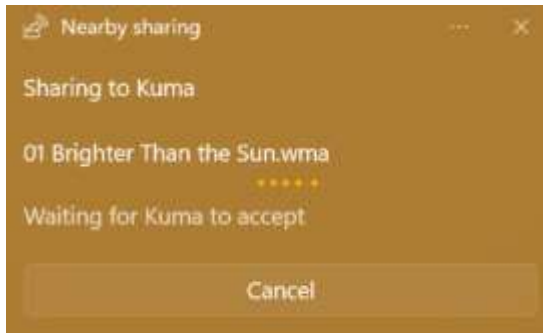 Nearby sharing
Sharing to Kuma
01 Brighter Than the Sun.wma
Waiting for Kuma to accept
Cancel